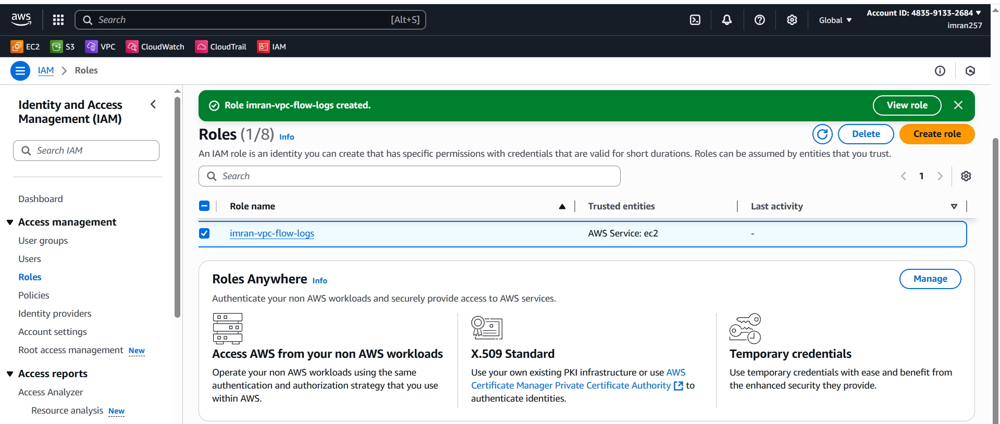 aws
Search [Alt+S]
Global
Account ID: 4835-9133-2684
imran257
EC2 S3 VPC CloudWatch CloudTrail IAM
IAM > Roles
Identity and Access
Management (IAM)
Search IAM
Dashboard
Access management
User groups
Users
Roles
Policies
Identity providers
Account settings
Root access management New
Access reports
Access Analyzer
Resource analysis New
Role imran-vpc-flow-logs created.
View role
Roles (1/8) Info
Delete
Create role
An IAM role is an identity you can create that has specific permissions with credentials that are valid for short durations. Roles can be assumed by entities that you trust.
Search
1
Role name Trusted entities Last activity
imran-vpc-flow-logs AWS Service: ec2 -
Roles Anywhere Info
Manage
Authenticate your non AWS workloads and securely provide access to AWS services.
Access AWS from your non AWS workloads
Operate your non AWS workloads using the same
authentication and authorization strategy that you use
within AWS.
X.509 Standard
Use your own existing PKI infrastructure or use AWS
Certificate Manager Private Certificate Authority to
authenticate identities.
Temporary credentials
Use temporary credentials with ease and benefit from
the enhanced security they provide.